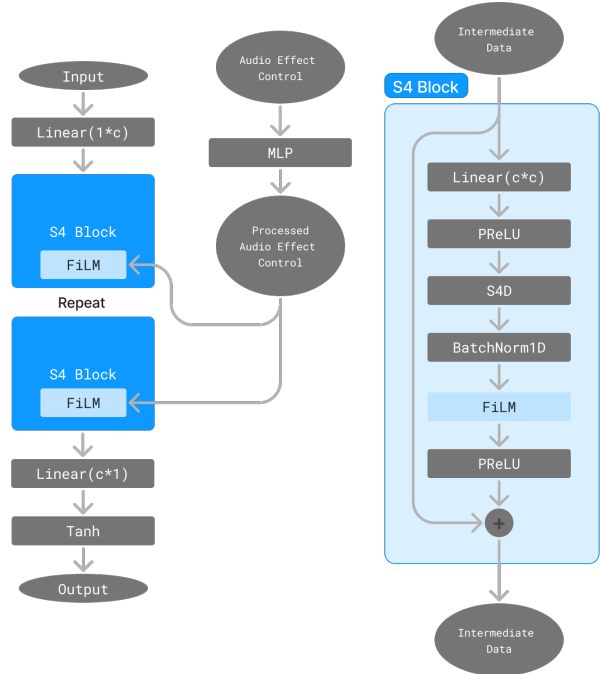 Input
Linear(1*c)
S4 Block
FiLM
Repeat
S4 Block
FiLM
Linear(c*1)
Tanh
Output
Audio Effect
Control
MLP
Processed
Audio Effect
Control
Intermediate
Data
S4 Block
Linear(c*c)
PReLU
S4D
BatchNorm1D
FiLM
PReLU
+
Intermediate
Data